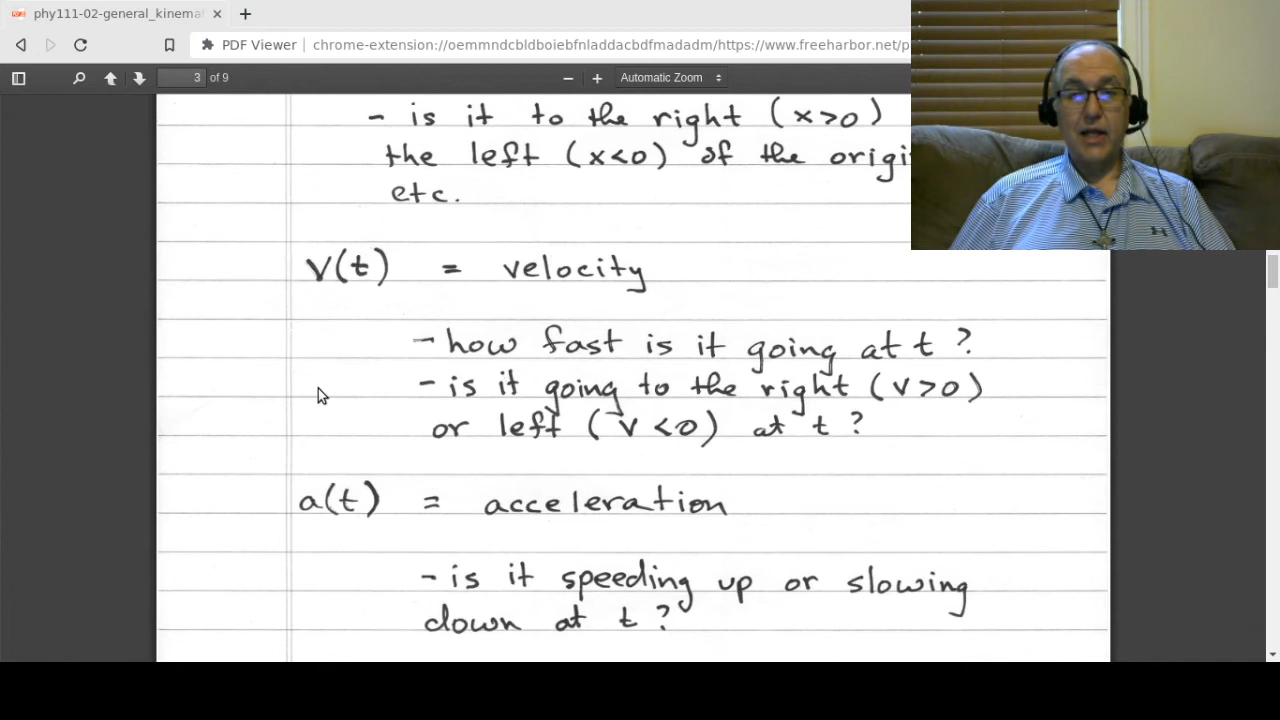 phy111-02-general_kinema
PDF Viewer chrome-extension://oemmndcbldboiebfnladdacbdfmadadm/https://www.freeharbor.net/p
3 of 9 Automatic Zoom
- is it to the right (x>0)
the left (x<0) of the origi
etc.
v(t) = velocity
- how fast is it going at t?
- is it going to the right (v>0)
or left (v<0) at t?
a(t) = acceleration
- is it speeding up or slowing
down at t?